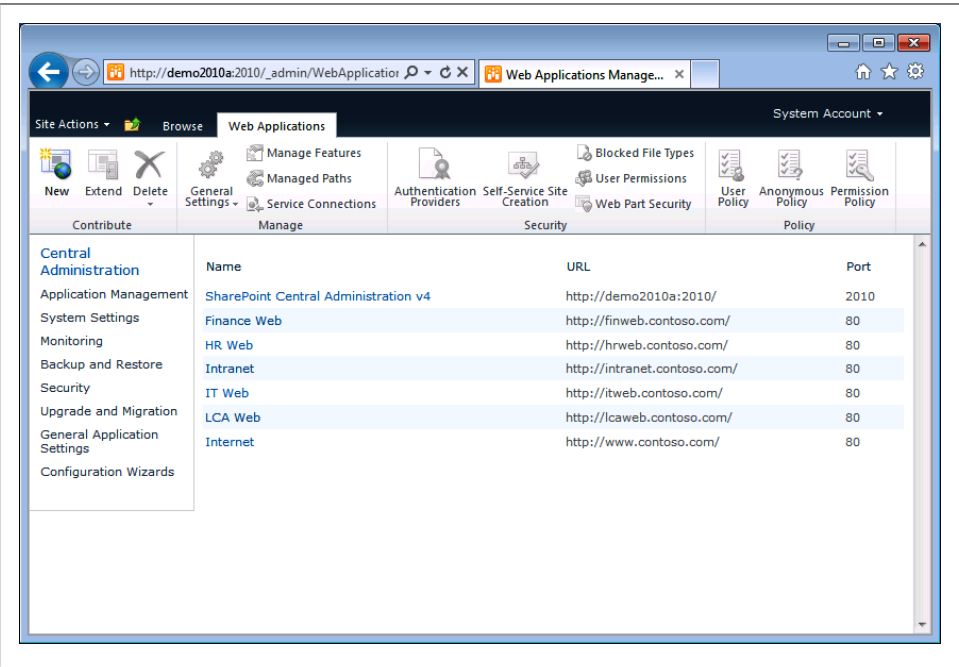 http://demo2010a:2010/_admin/WebApplicatior
Web Applications Manage...
System Account
Site Actions
Browse
Web Applications
New
Extend
Delete
Contribute
General Settings
Manage Features
Managed Paths
Service Connections
Manage
Authentication Providers
Self-Service Site Creation
Blocked File Types
User Permissions
Web Part Security
Security
User Policy
Anonymous Policy
Permission Policy
Policy
Central
Administration
Application Management
System Settings
Monitoring
Backup and Restore
Security
Upgrade and Migration
General Application
Settings
Configuration Wizards
Name URL Port
SharePoint Central Administration v4 http://demo2010a:2010/ 2010
Finance Web http://finweb.contoso.com/ 80
HR Web http://hrweb.contoso.com/ 80
Intranet http://intranet.contoso.com/ 80
IT Web http://itweb.contoso.com/ 80
LCA Web http://lcaweb.contoso.com/ 80
Internet http://www.contoso.com/ 80